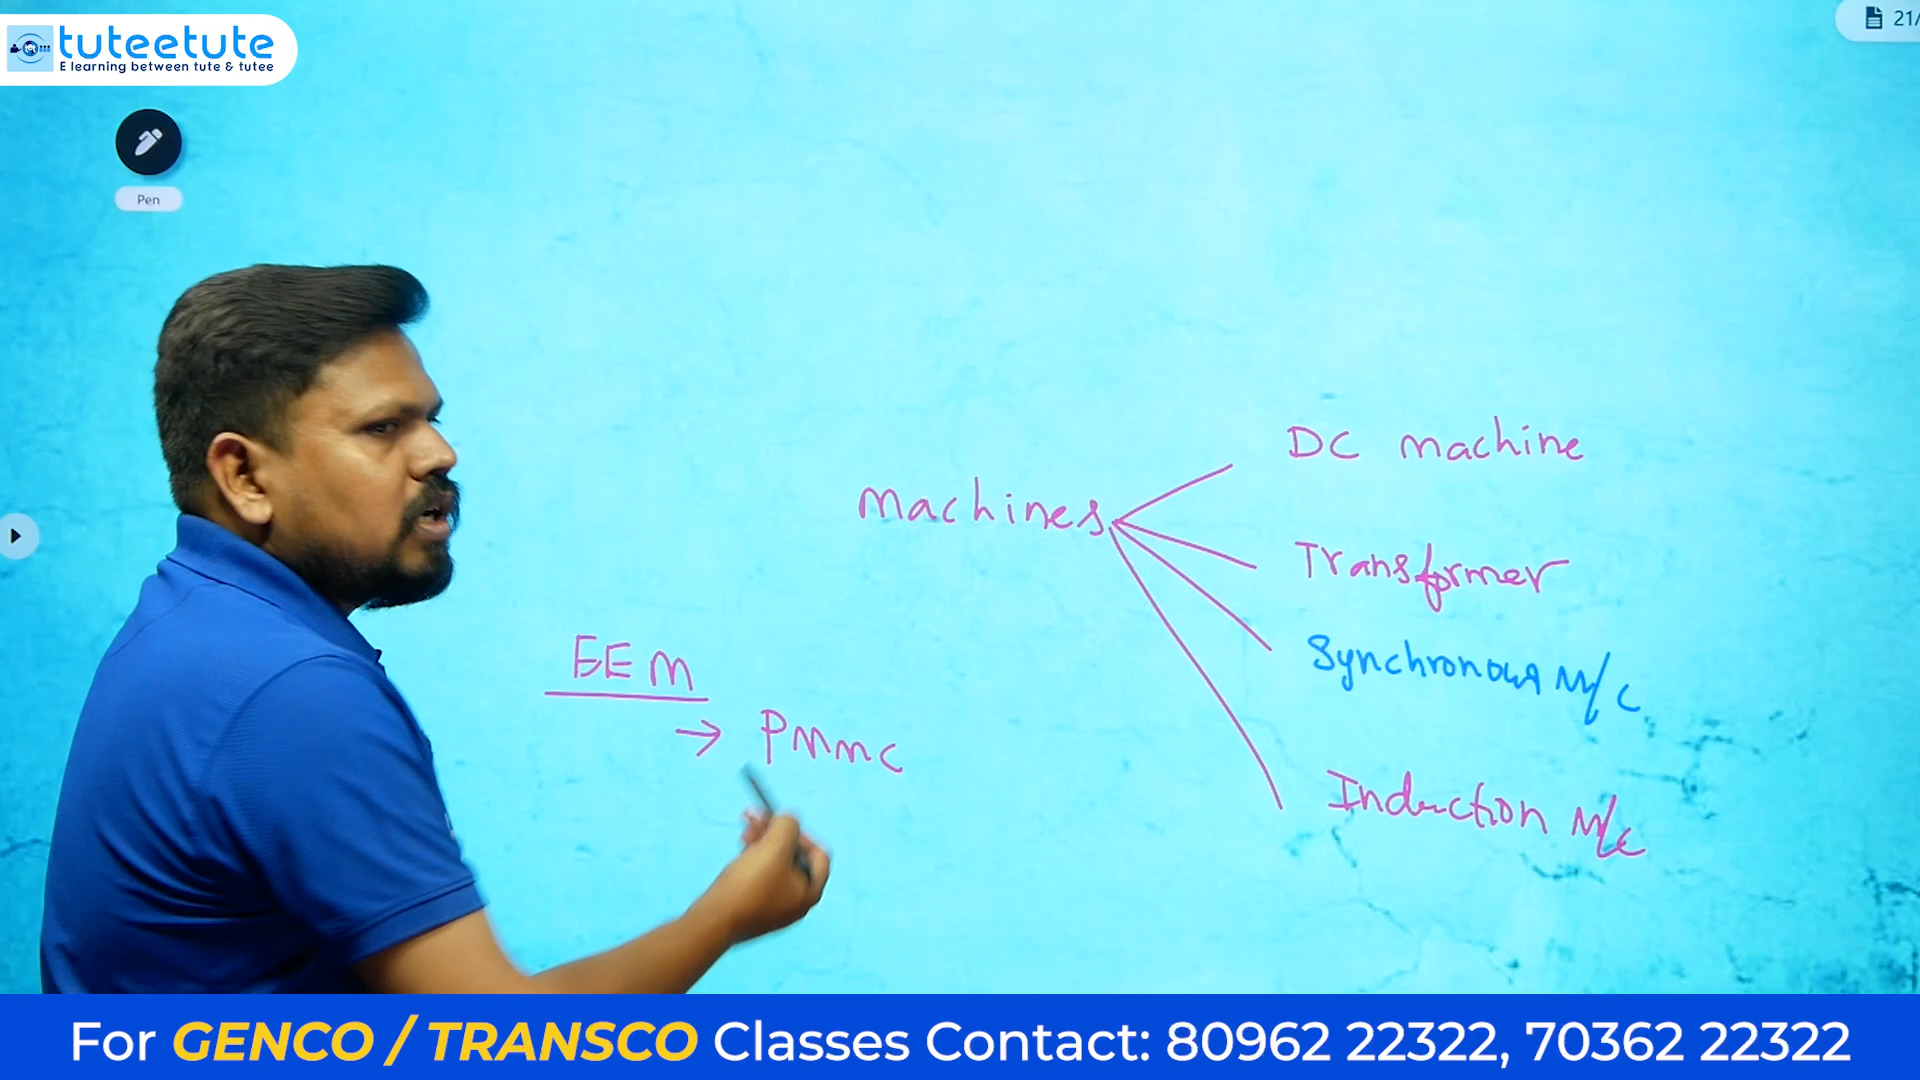 tuteetute
E learning between tute & tutee
21/
Pen
DC machine
Machines
Transformer
Synchronous M/C
EEM
→ PMMC
Induction M/C
For GENCO / TRANSCO Classes Contact: 80962 22322, 70362 22322